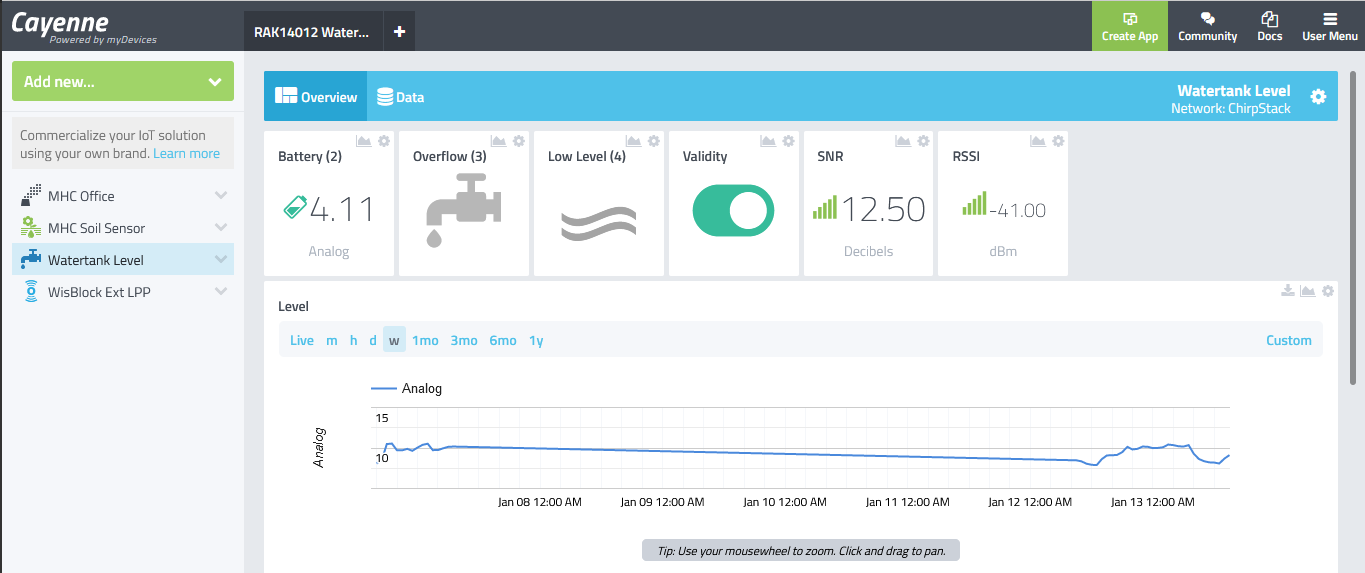 Cayenne
Powered by myDevices
RAK14012 Water...
+
Create App
Community
Docs
User Menu
Add new...
Commercialize your IoT solution
using your own brand. Learn more
MHC Office
MHC Soil Sensor
Watertank Level
WisBlock Ext LPP
Overview
Data
Watertank Level
Network: ChirpStack
Battery (2)
4.11
Analog
Overflow (3)
Low Level (4)
Validity
SNR
12.50
Decibels
RSSI
-41.00
dBm
Level
Live m h d w 1mo 3mo 6mo 1y Custom
Analog
Analog
15
10
Jan 08 12:00 AM Jan 09 12:00 AM Jan 10 12:00 AM Jan 11 12:00 AM Jan 12 12:00 AM Jan 13 12:00 AM
Tip: Use your mousewheel to zoom. Click and drag to pan.